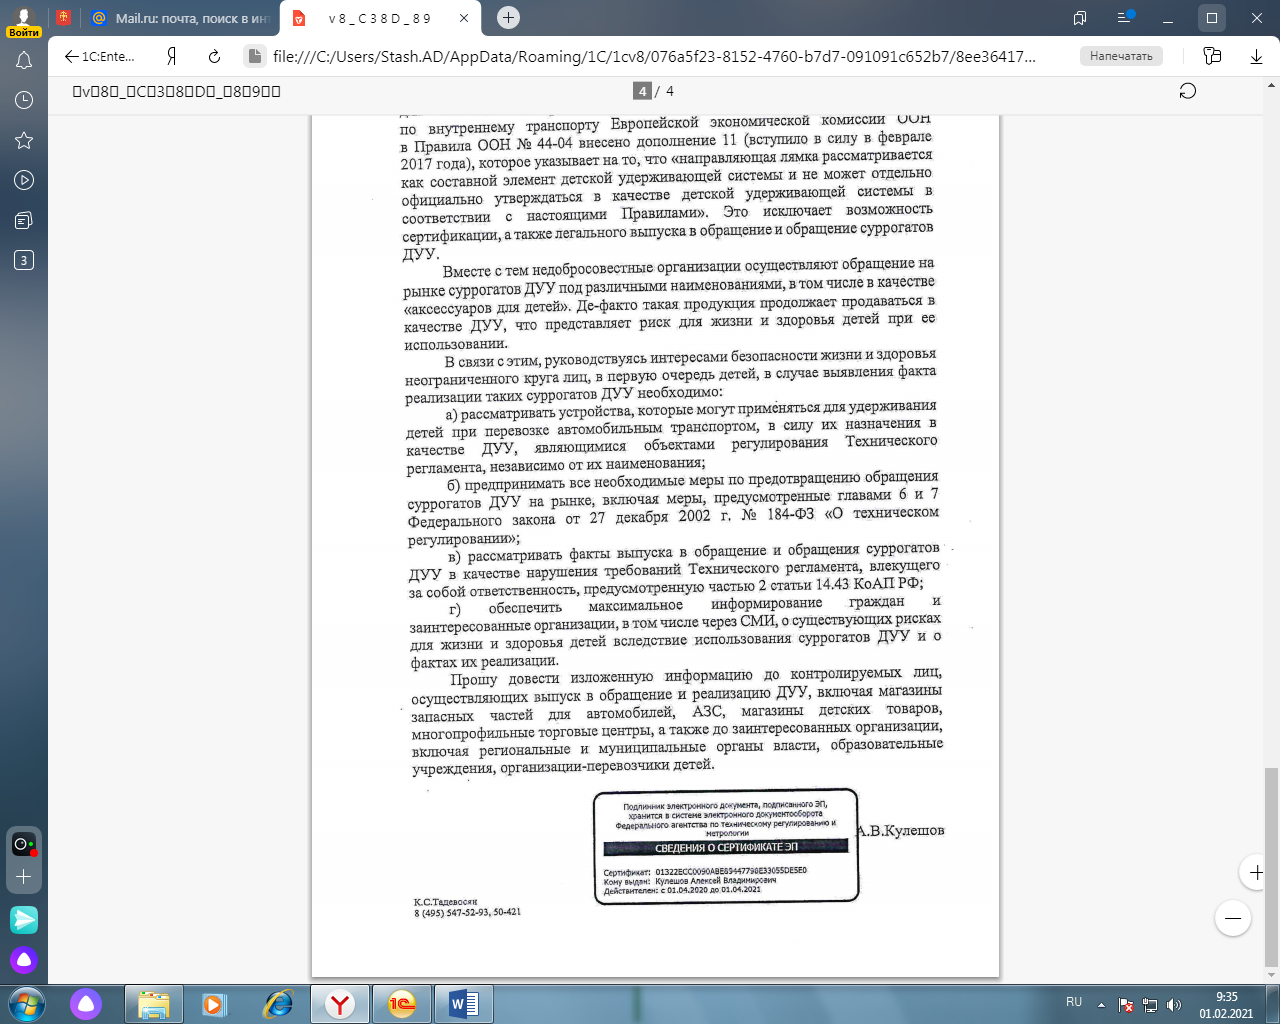 Войти
Mail.ru: почта, поиск в инт
v 8 _ C 3 8 D _ 8 9
1C:Ente...
file:///C:/Users/Stash.AD/AppData/Roaming/1C/1cv8/076a5f23-8152-4760-b7d7-091091c652b7/8ee36417...
Напечатать
v8_C38D_89
4 / 4
3
по внутреннему транспорту Европейской экономической комиссии ООН
в Правила ООН № 44-04 внесено дополнение 11 (вступило в силу в феврале
2017 года), которое указывает на то, что «направляющая лямка рассматривается
как составной элемент детской удерживающей системы и не может отдельно
официально утверждаться в качестве детской удерживающей системы в
соответствии с настоящими Правилами». Это исключает возможность
сертификации, а также легального выпуска в обращение и обращение суррогатов
ДУУ.
Вместе с тем недобросовестные организации осуществляют обращение на
рынке суррогатов ДУУ под различными наименованиями, в том числе в качестве
«аксессуаров для детей». Де-факто такая продукция продолжает продаваться в
качестве ДУУ, что представляет риск для жизни и здоровья детей при ее
использовании.
В связи с этим, руководствуясь интересами безопасности жизни и здоровья
неограниченного круга лиц, в первую очередь детей, в случае выявления факта
реализации таких суррогатов ДУУ необходимо:
а) рассматривать устройства, которые могут применяться для удерживания
детей при перевозке автомобильным транспортом, в силу их назначения в
качестве ДУУ, являющимися объектами регулирования Технического
регламента, независимо от их наименования;
б) предпринимать все необходимые меры по предотвращению обращения
суррогатов ДУУ на рынке, включая меры, предусмотренные главами 6 и 7
Федерального закона от 27 декабря 2002 г. № 184-ФЗ «О техническом
регулировании»;
в) рассматривать факты выпуска в обращение и обращения суррогатов
ДУУ в качестве нарушения требований Технического регламента, влекущего
за собой ответственность, предусмотренную частью 2 статьи 14.43 КоАП РФ;
г) обеспечить максимальное информирование граждан и
заинтересованные организации, в том числе через СМИ, о существующих рисках
для жизни и здоровья детей вследствие использования суррогатов ДУУ и о
фактах их реализации.
Прошу довести изложенную информацию до контролируемых лиц,
осуществляющих выпуск в обращение и реализацию ДУУ, включая магазины
запасных частей для автомобилей, АЗС, магазины детских товаров,
многопрофильные торговые центры, а также до заинтересованных организации,
включая региональные и муниципальные органы власти, образовательные
учреждения, организации-перевозчики детей.
Подлинник электронного документа, подписанного ЭП,
хранится в системе электронного документооборота
Федерального агентства по техническому регулированию и
метрологии
СВЕДЕНИЯ О СЕРТИФИКАТЕ ЭП
Сертификат:
Кому выдан: Кулешов Алексей Владимирович
Действителен: с 01.04.2020 до 01.04.2021
А.В.Кулешов
К.С.Тадевосян
8 (495) 547-52-93, 50-421
RU
9:35
01.02.2021